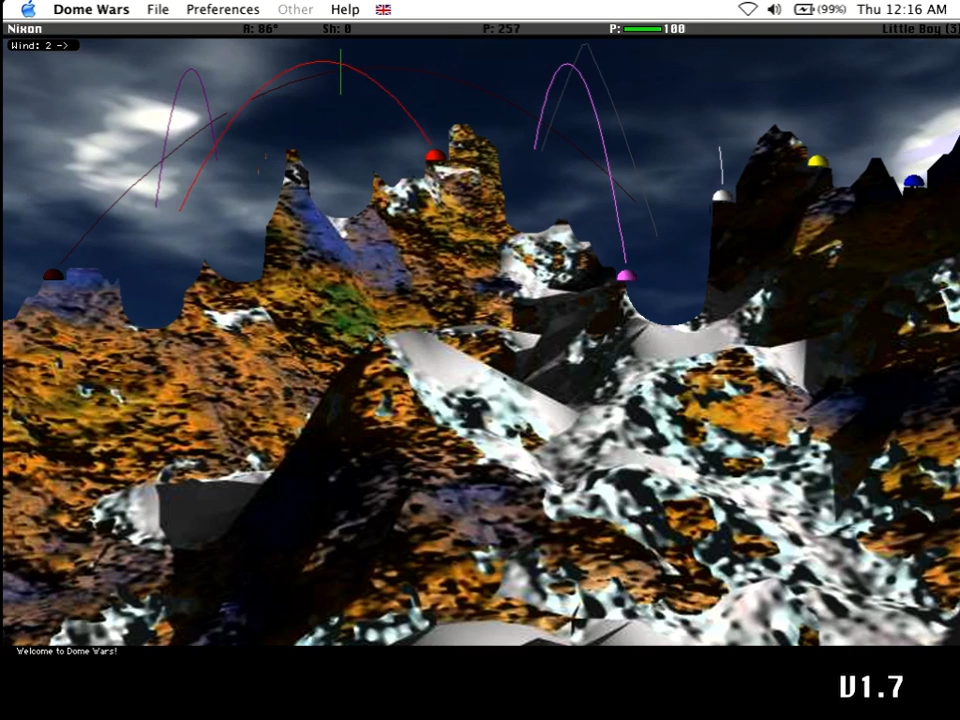 Dome Wars File Preferences Other Help (99%) Thu 12:16 AM
Nixon A: 86° Sh: 0 P: 257 P: 100 Little Boy (3)
Wind: 2 ->
Welcome to Dome Wars!
V1.7